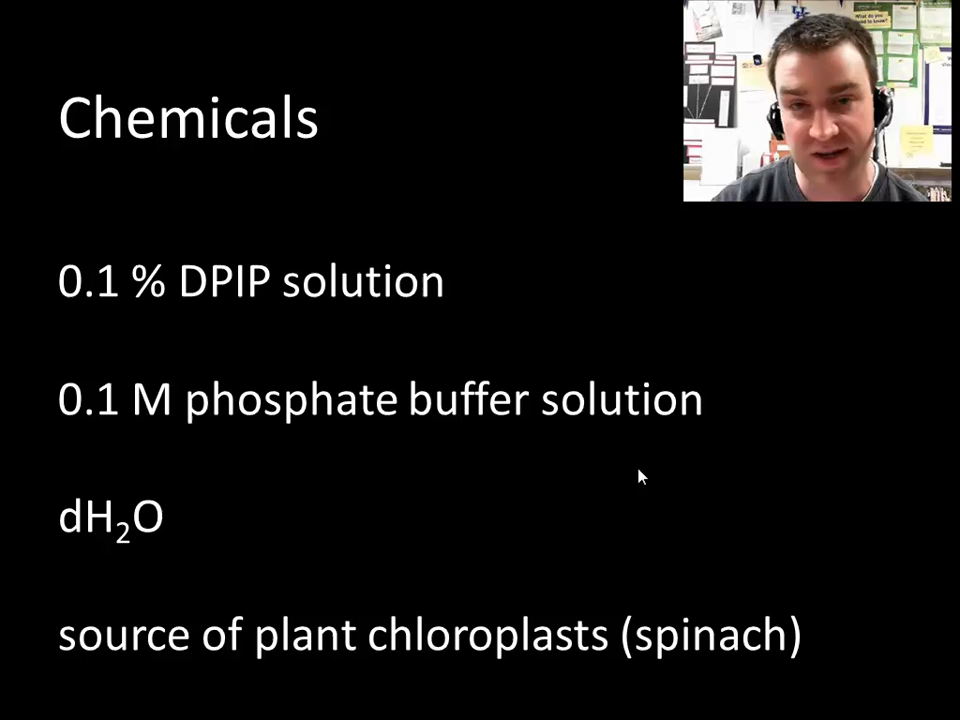 Chemicals
0.1 % DPIP solution
0.1 M phosphate buffer solution
dH₂O
source of plant chloroplasts (spinach)